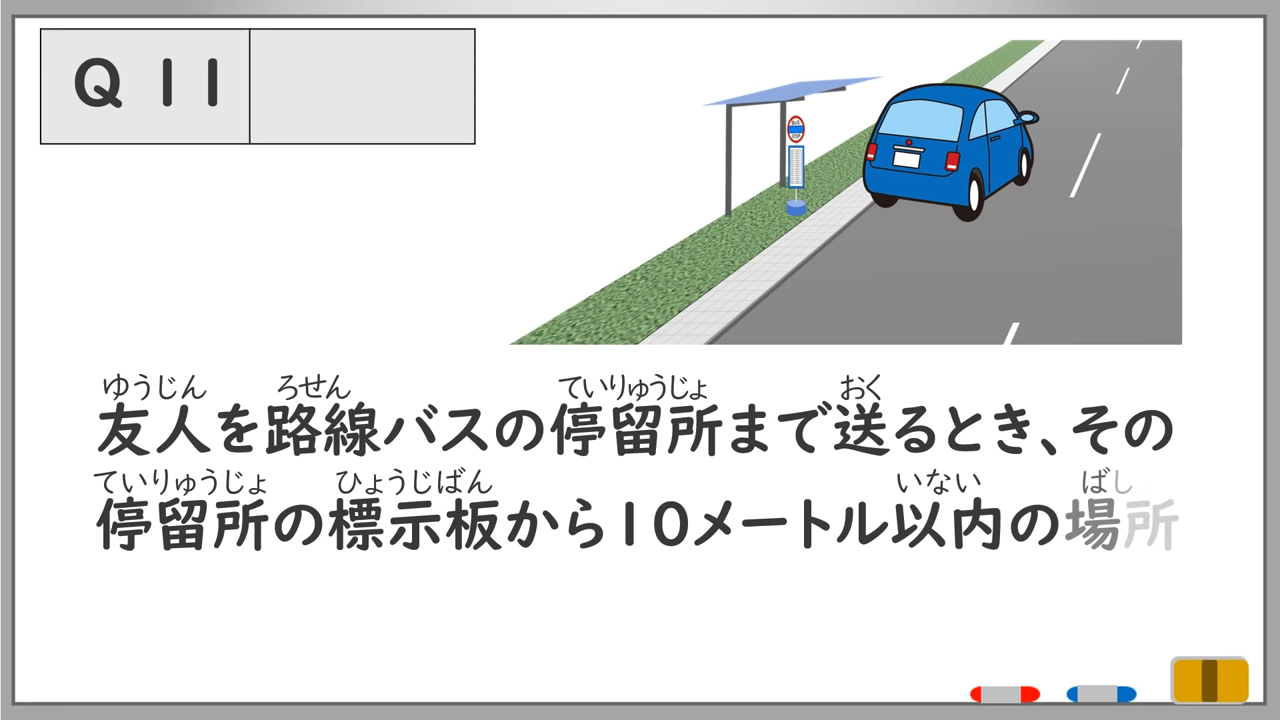 Q 11
ゆうじん ろせん ていりゅうじょ おく
友人を路線バスの停留所まで送るとき、その
ていりゅうじょ ひょうじばん いない ばし
停留所の標示板から10メートル以内の場所